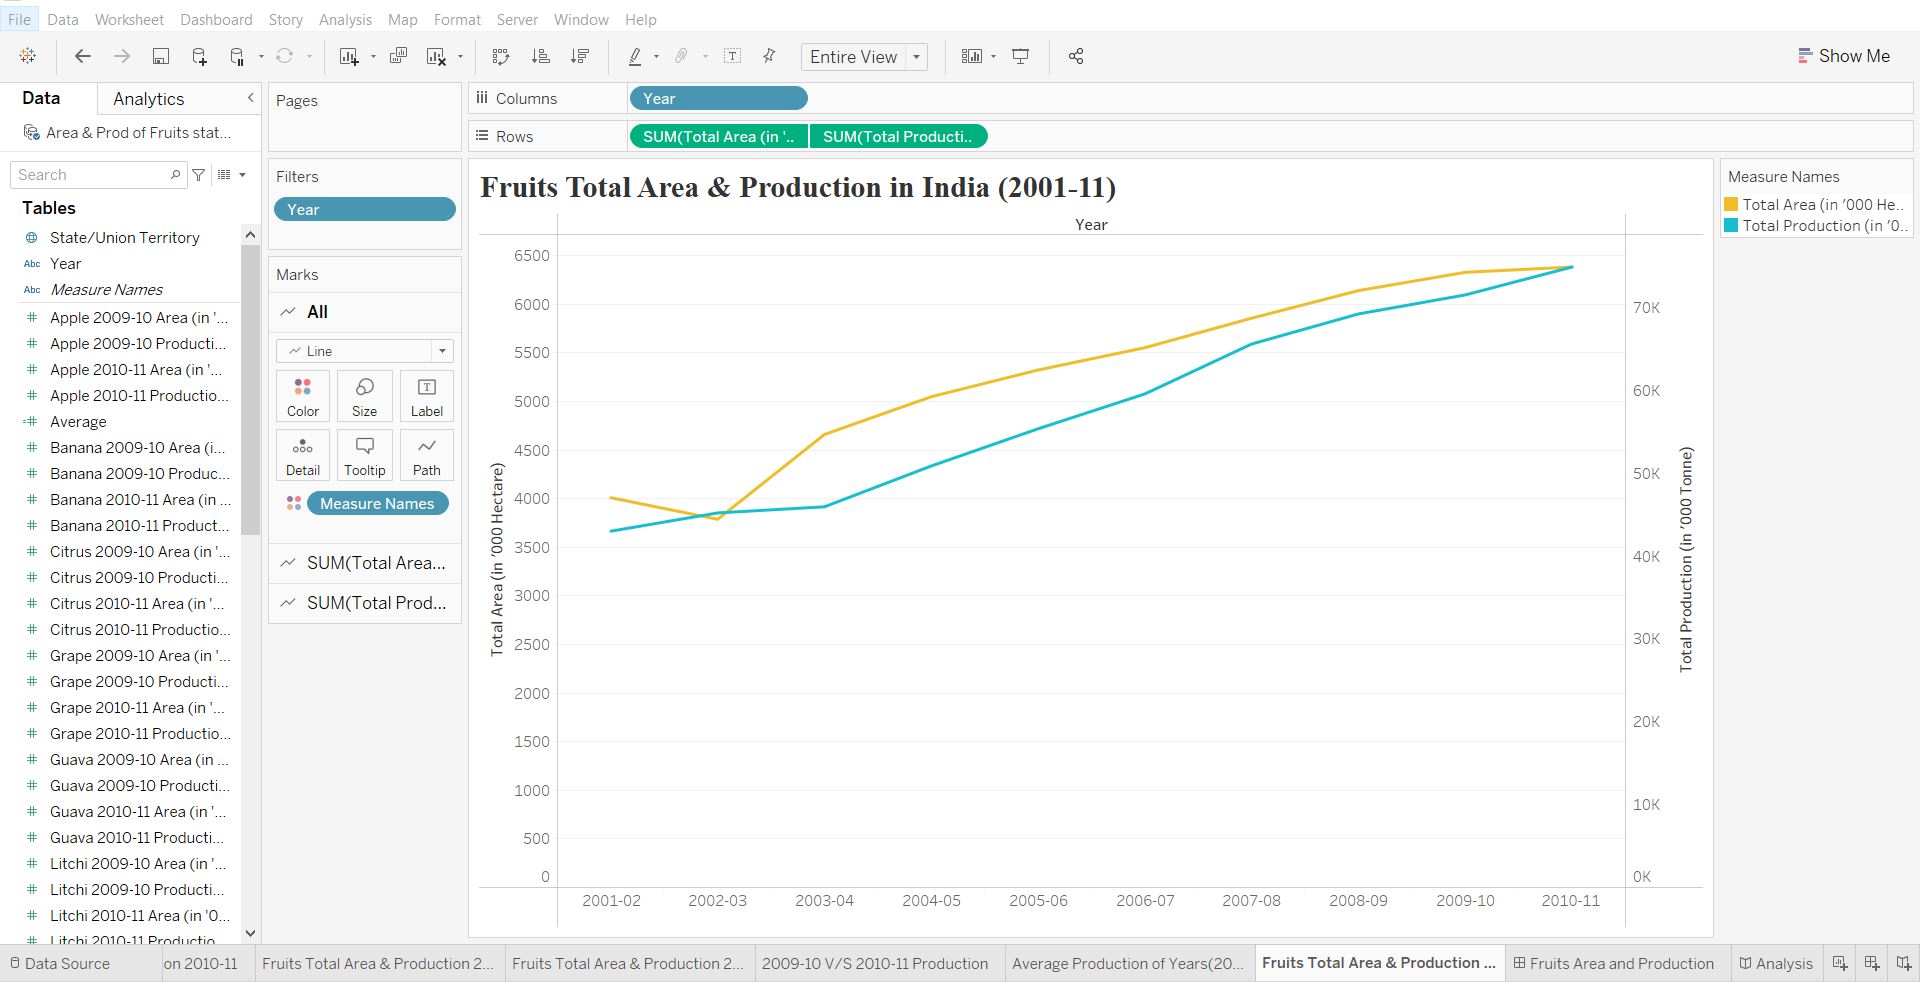 File Data Worksheet Dashboard Story Analysis Map Format Server Window Help
Entire View
Show Me
Data Analytics
Area & Prod of Fruits stat...
Search
Tables
State/Union Territory
Abc Year
Abc Measure Names
# Apple 2009-10 Area (in '...
# Apple 2009-10 Producti...
# Apple 2010-11 Area (in '...
# Apple 2010-11 Productio...
=# Average
# Banana 2009-10 Area (i...
# Banana 2009-10 Produc...
# Banana 2010-11 Area (in ...
# Banana 2010-11 Product...
# Citrus 2009-10 Area (in '...
# Citrus 2009-10 Producti...
# Citrus 2010-11 Area (in '...
# Citrus 2010-11 Productio...
# Grape 2009-10 Area (in '...
# Grape 2009-10 Producti...
# Grape 2010-11 Area (in '...
# Grape 2010-11 Productio...
# Guava 2009-10 Area (in ...
# Guava 2009-10 Producti...
# Guava 2010-11 Area (in '...
# Guava 2010-11 Producti...
# Litchi 2009-10 Area (in '...
# Litchi 2009-10 Producti...
# Litchi 2010-11 Area (in '0...
# Litchi 2010-11 Productio
Pages
Filters
Year
Marks
All
Line
Color Size Label
Detail Tooltip Path
Measure Names
SUM(Total Area...
SUM(Total Prod...
Columns Year
Rows SUM(Total Area (in '.. SUM(Total Producti..
Fruits Total Area & Production in India (2001-11)
Year
6500
6000
5500
5000
4500
4000
3500
3000
2500
2000
1500
1000
500
0
Total Area (in '000 Hectare)
70K
60K
50K
40K
30K
20K
10K
0K
Total Production (in '000 Tonne)
2001-02 2002-03 2003-04 2004-05 2005-06 2006-07 2007-08 2008-09 2009-10 2010-11
Measure Names
Total Area (in '000 He..
Total Production (in '0..
Data Source on 2010-11 Fruits Total Area & Production 2... Fruits Total Area & Production 2... 2009-10 V/S 2010-11 Production Average Production of Years(20... Fruits Total Area & Production ... Fruits Area and Production Analysis